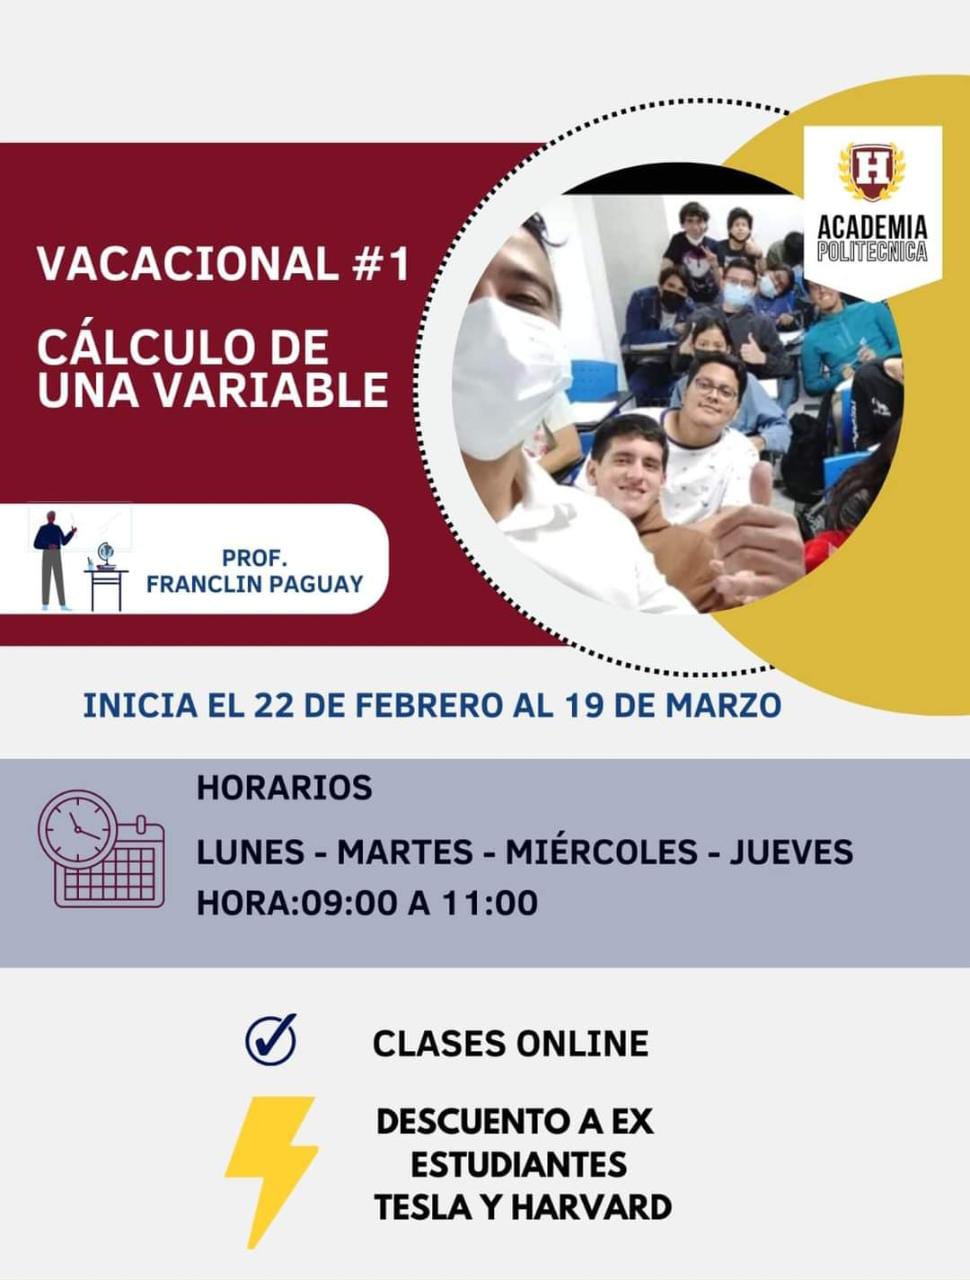 H
ACADEMIA
POLITECNICA
VACACIONAL #1
CÁLCULO DE
UNA VARIABLE
PROF.
FRANCLIN PAGUAY
INICIA EL 22 DE FEBRERO AL 19 DE MARZO
HORARIOS
LUNES - MARTES - MIÉRCOLES - JUEVES
HORA:09:00 A 11:00
CLASES ONLINE
DESCUENTO A EX
ESTUDIANTES
TESLA Y HARVARD